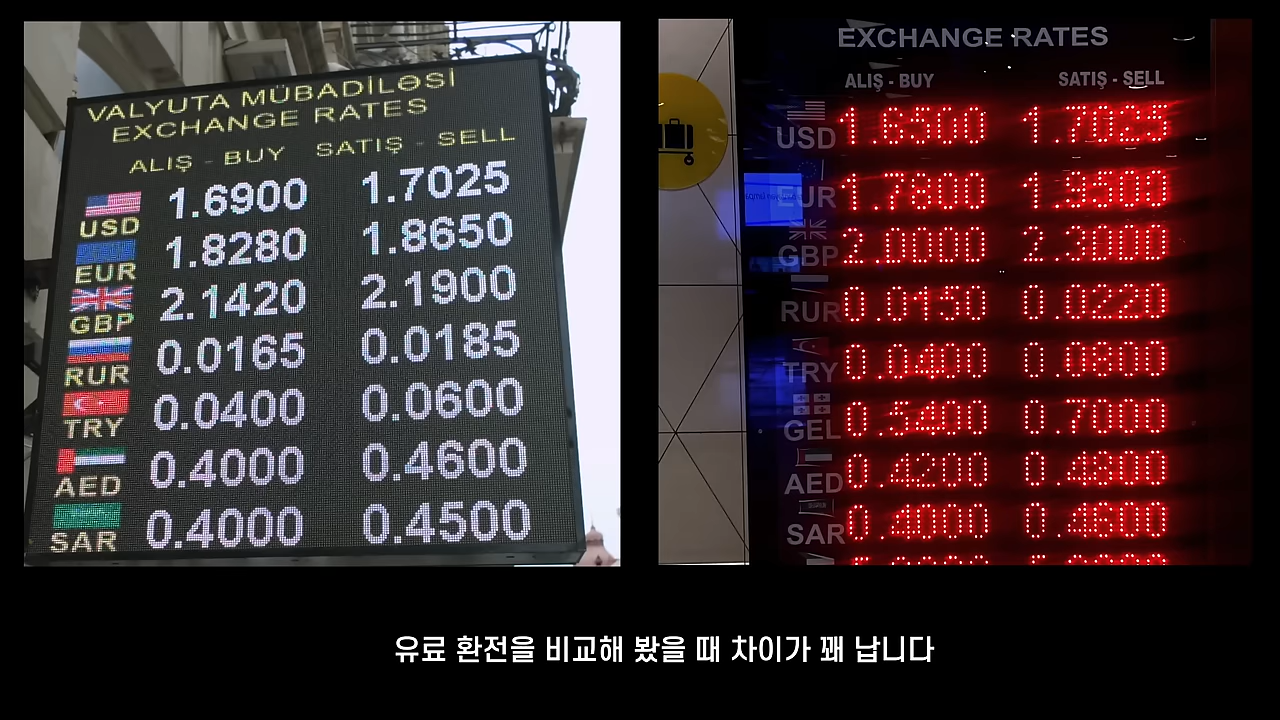 VALYUTA MÜBADİLƏSİ
EXCHANGE RATES
ALIŞ - BUY SATIŞ - SELL
USD 1.6900 1.7025
EUR 1.8280 1.8650
GBP 2.1420 2.1900
RUR 0.0165 0.0185
TRY 0.0400 0.0600
AED 0.4000 0.4600
SAR 0.4000 0.4500
EXCHANGE RATES
ALIŞ - BUY SATIŞ - SELL
USD 1.6500 1.7025
EUR 1.7800 1.9500
GBP 2.0000 2.3000
RUR 0.0150 0.0220
TRY 0.0400 0.0800
GEL 0.5400 0.7000
AED 0.4200 0.4800
SAR 0.4000 0.4600
유료 환전을 비교해 봤을 때 차이가 꽤 납니다